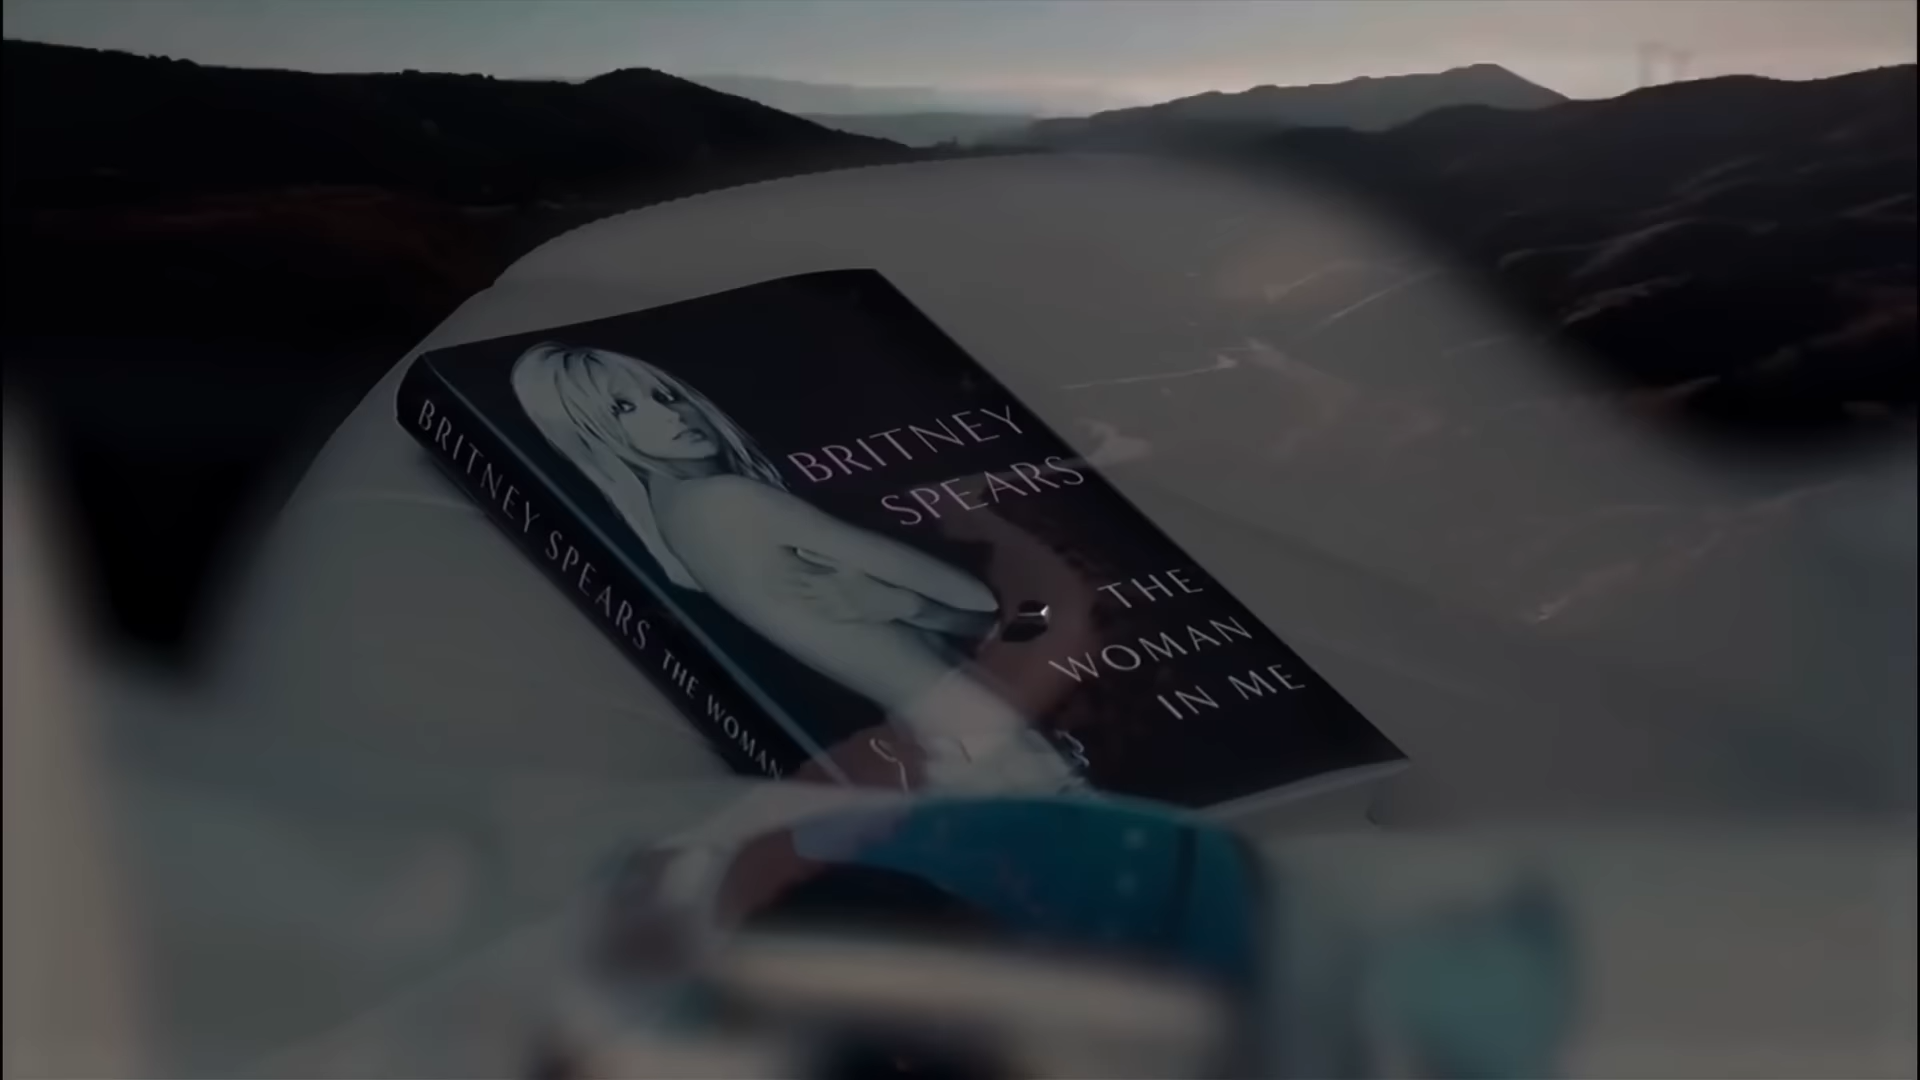 BRITNEY SPEARS THE WOMAN
BRITNEY
SPEARS
THE
WOMAN
IN ME